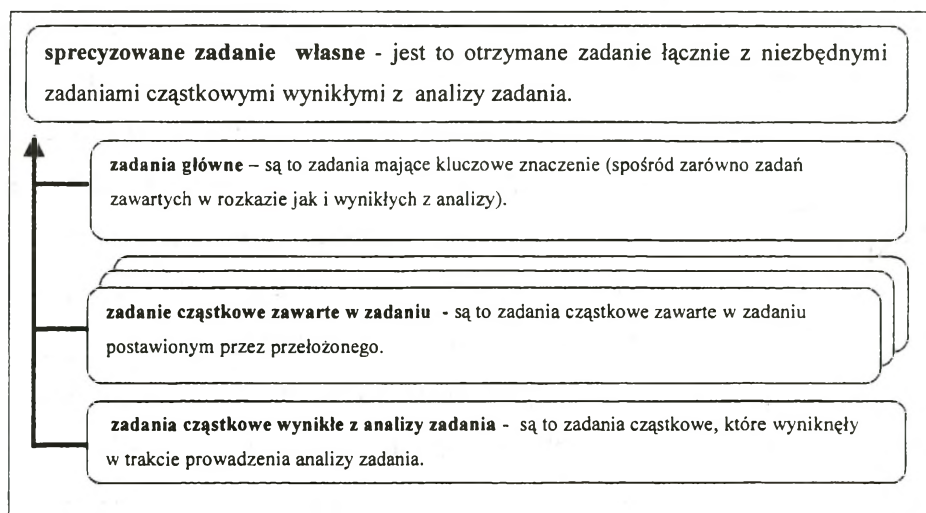 sprecyzowane zadanie własne - jest to otrzymane zadanie łącznie z niezbędnymi
zadaniami cząstkowymi wynikłymi z analizy zadania.
zadania główne – są to zadania mające kluczowe znaczenie (spośród zarówno zadań
zawartych w rozkazie jak i wynikłych z analizy).
zadanie cząstkowe zawarte w zadaniu - są to zadania cząstkowe zawarte w zadaniu
postawionym przez przełożonego.
zadania cząstkowe wynikłe z analizy zadania - są to zadania cząstkowe, które wyniknęły
w trakcie prowadzenia analizy zadania.